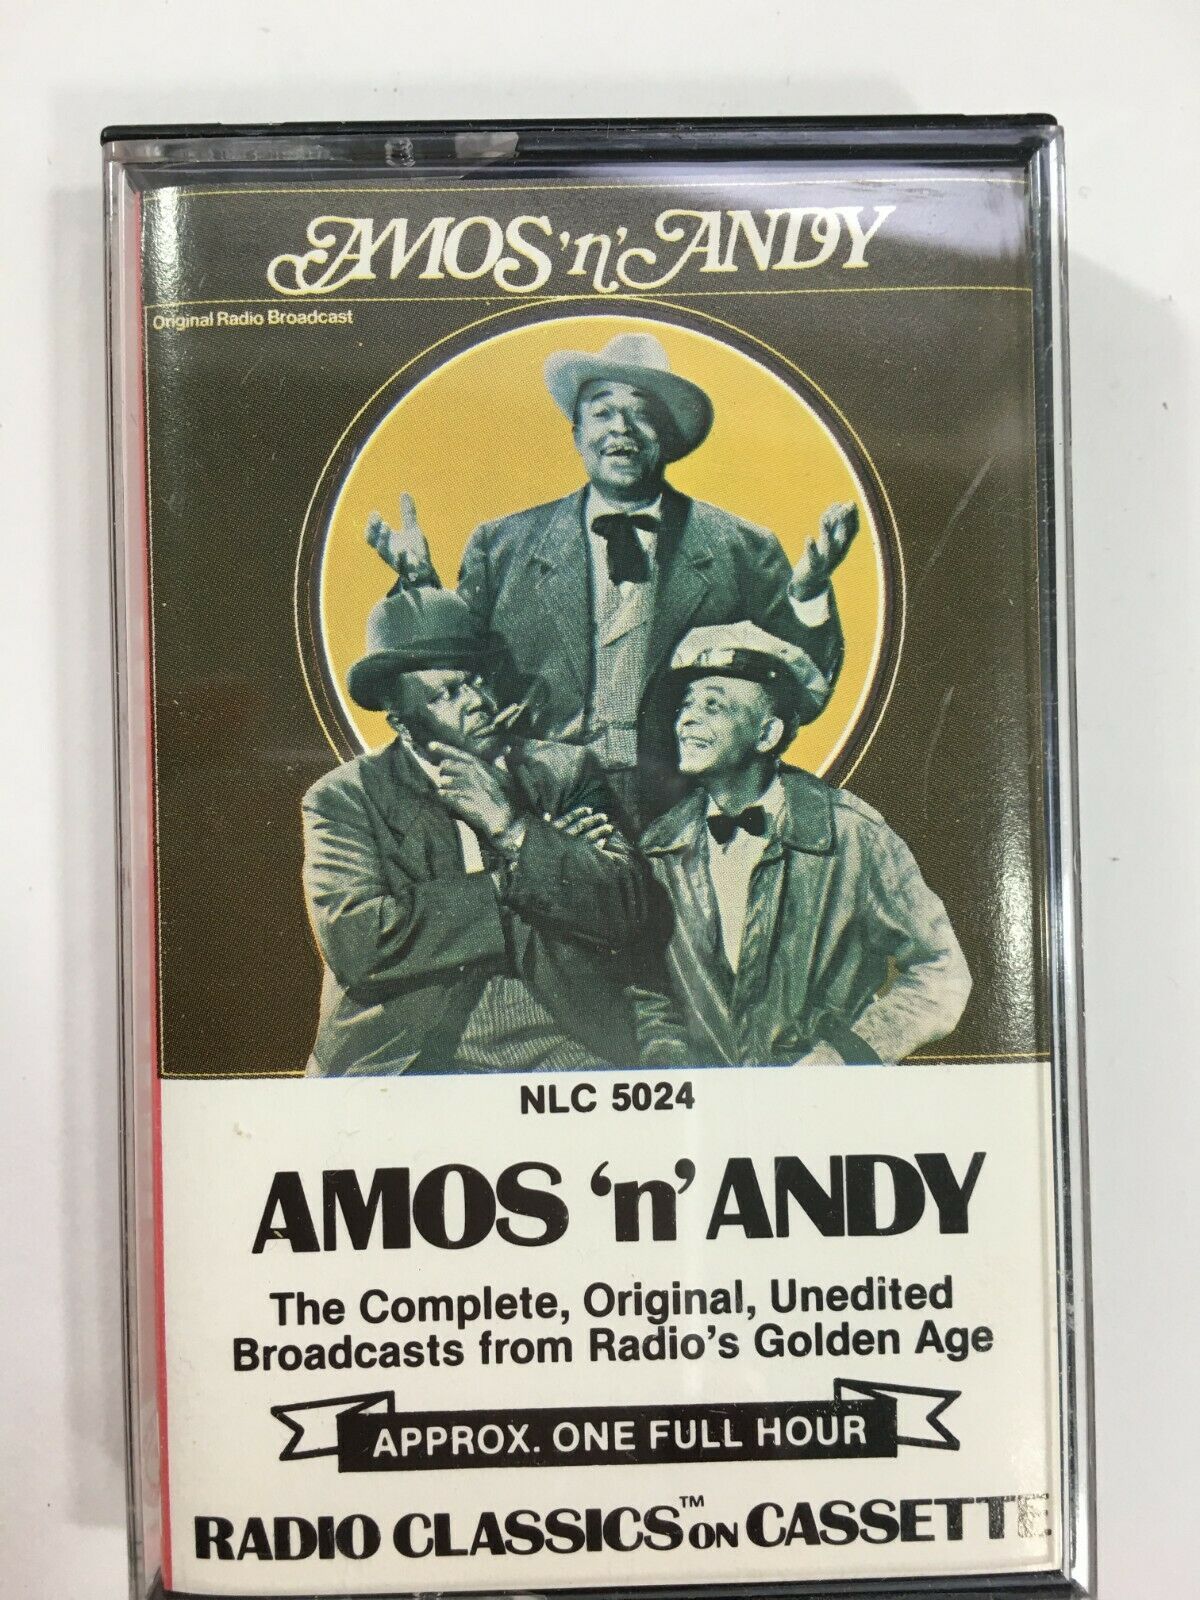 AMOS 'n' ANDY
Original Radio Broadcast
NLC 5024
AMOS 'n' ANDY
The Complete, Original, Unedited
Broadcasts from Radio's Golden Age
APPROX. ONE FULL HOUR
RADIO CLASSICS™ ON CASSETTE